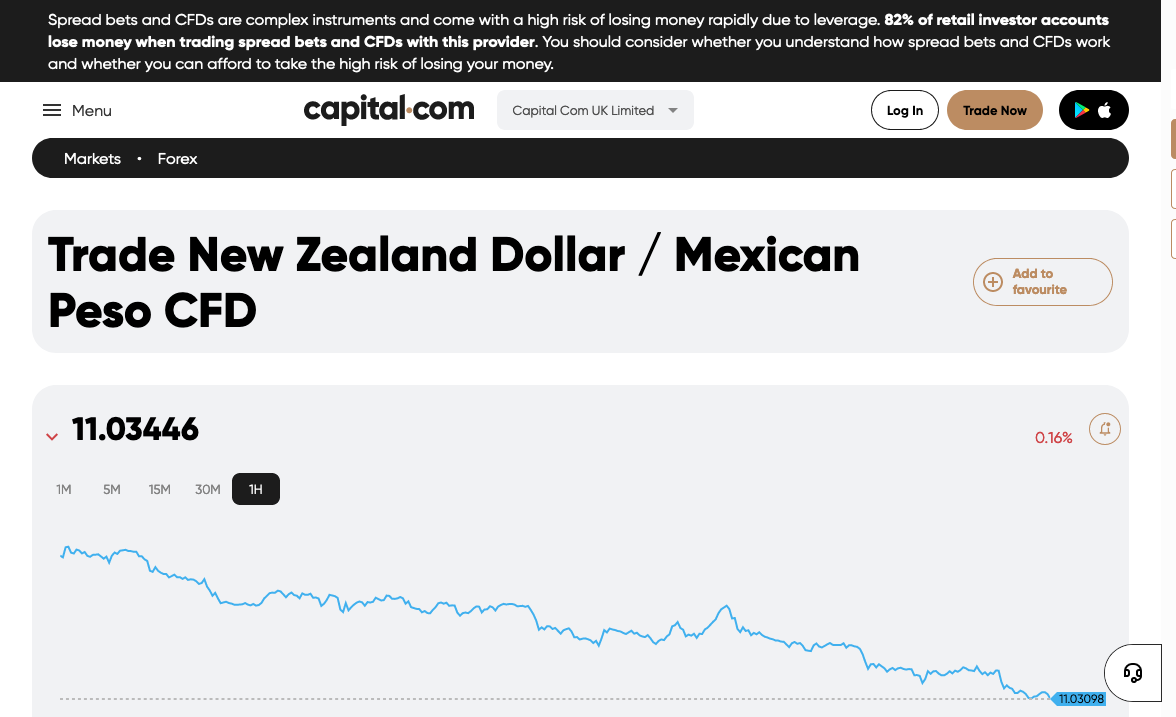 Spread bets and CFDs are complex instruments and come with a high risk of losing money rapidly due to leverage. 82% of retail investor accounts
lose money when trading spread bets and CFDs with this provider. You should consider whether you understand how spread bets and CFDs work
and whether you can afford to take the high risk of losing your money.
Menu
capital.com
Capital Com UK Limited
Log In
Trade Now
Markets • Forex
Trade New Zealand Dollar / Mexican
Peso CFD
Add to
favourite
11.03446
0.16%
1M 5M 15M 30M 1H
11.03098